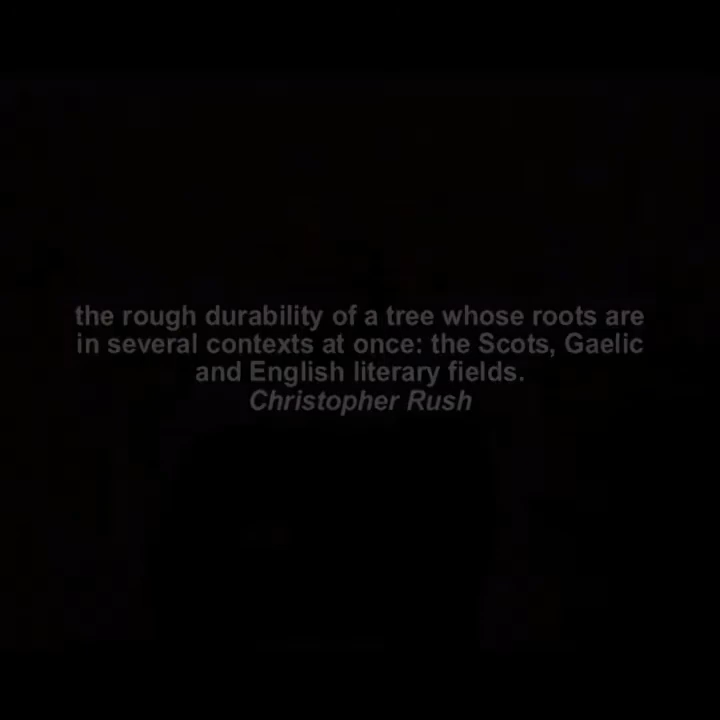 the rough durability of a tree whose roots are
in several contexts at once: the Scots, Gaelic
and English literary fields.
Christopher Rush